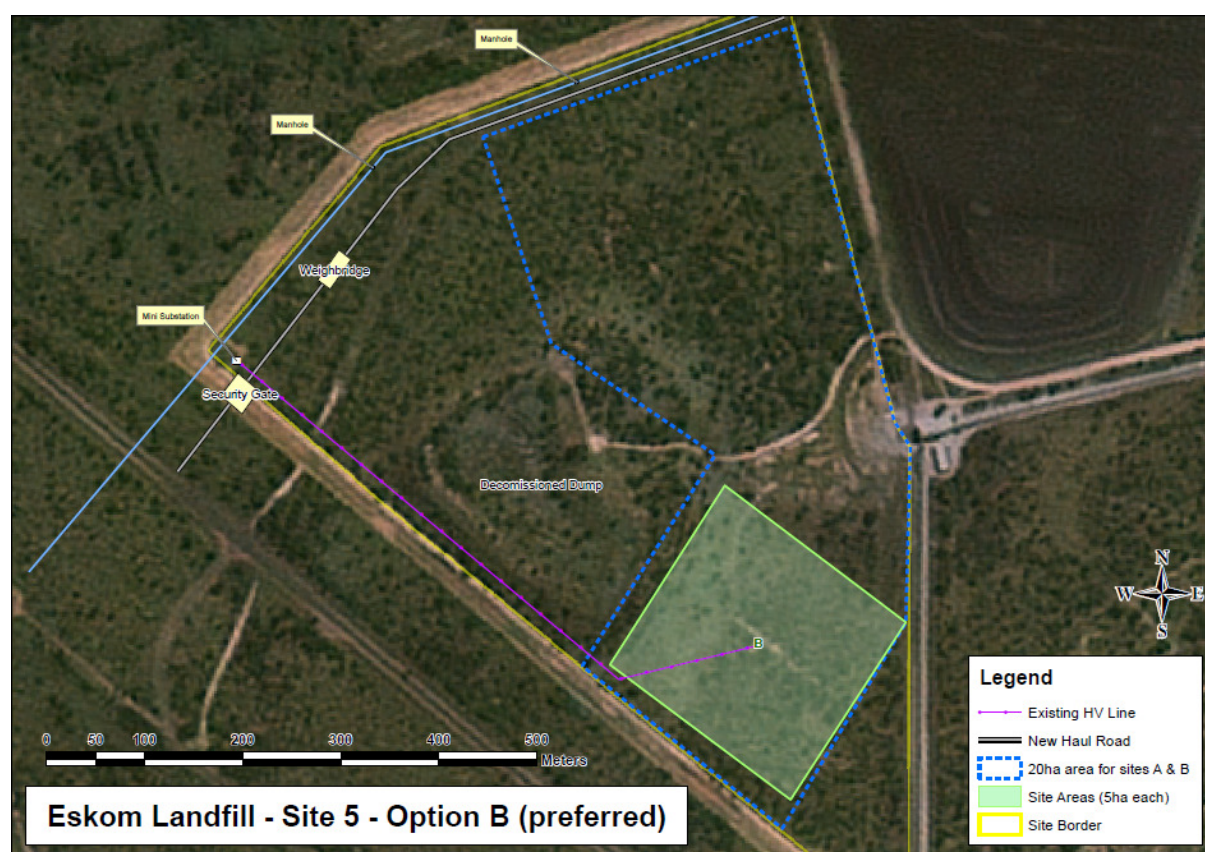 Manhole
Manhole
Weighbridge
Mini Substation
Security Gate
Decomissioned Dump
B
N
W E
S
0 50 100 200 300 400 500
Meters
Eskom Landfill - Site 5 - Option B (preferred)
Legend
Existing HV Line
New Haul Road
20ha area for sites A & B
Site Areas (5ha each)
Site Border